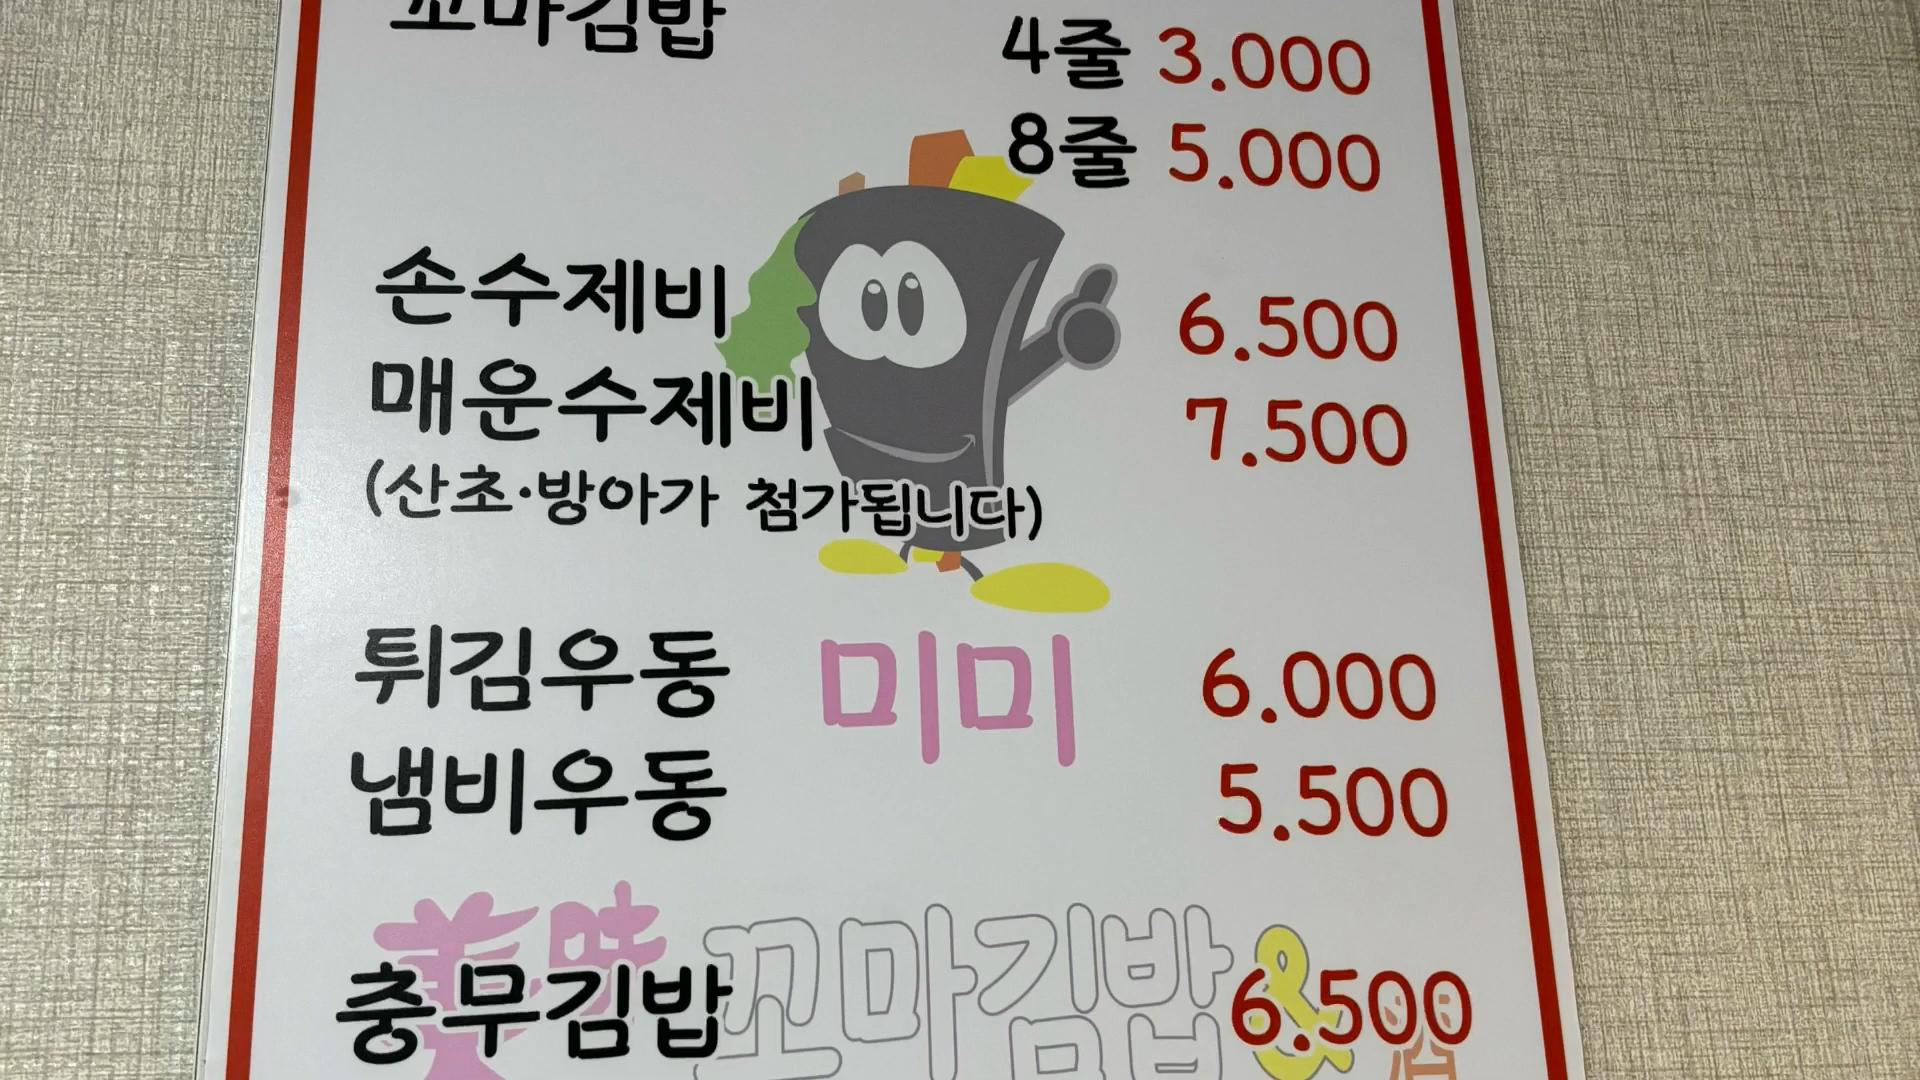 꼬마김밥 4줄 3.000
8줄 5.000
손수제비 6.500
매운수제비 7.500
(산초·방아가 첨가됩니다)
튀김우동 6.000
미미
냄비우동 5.500
美味 꼬마김밥 &
충무김밥 6.500